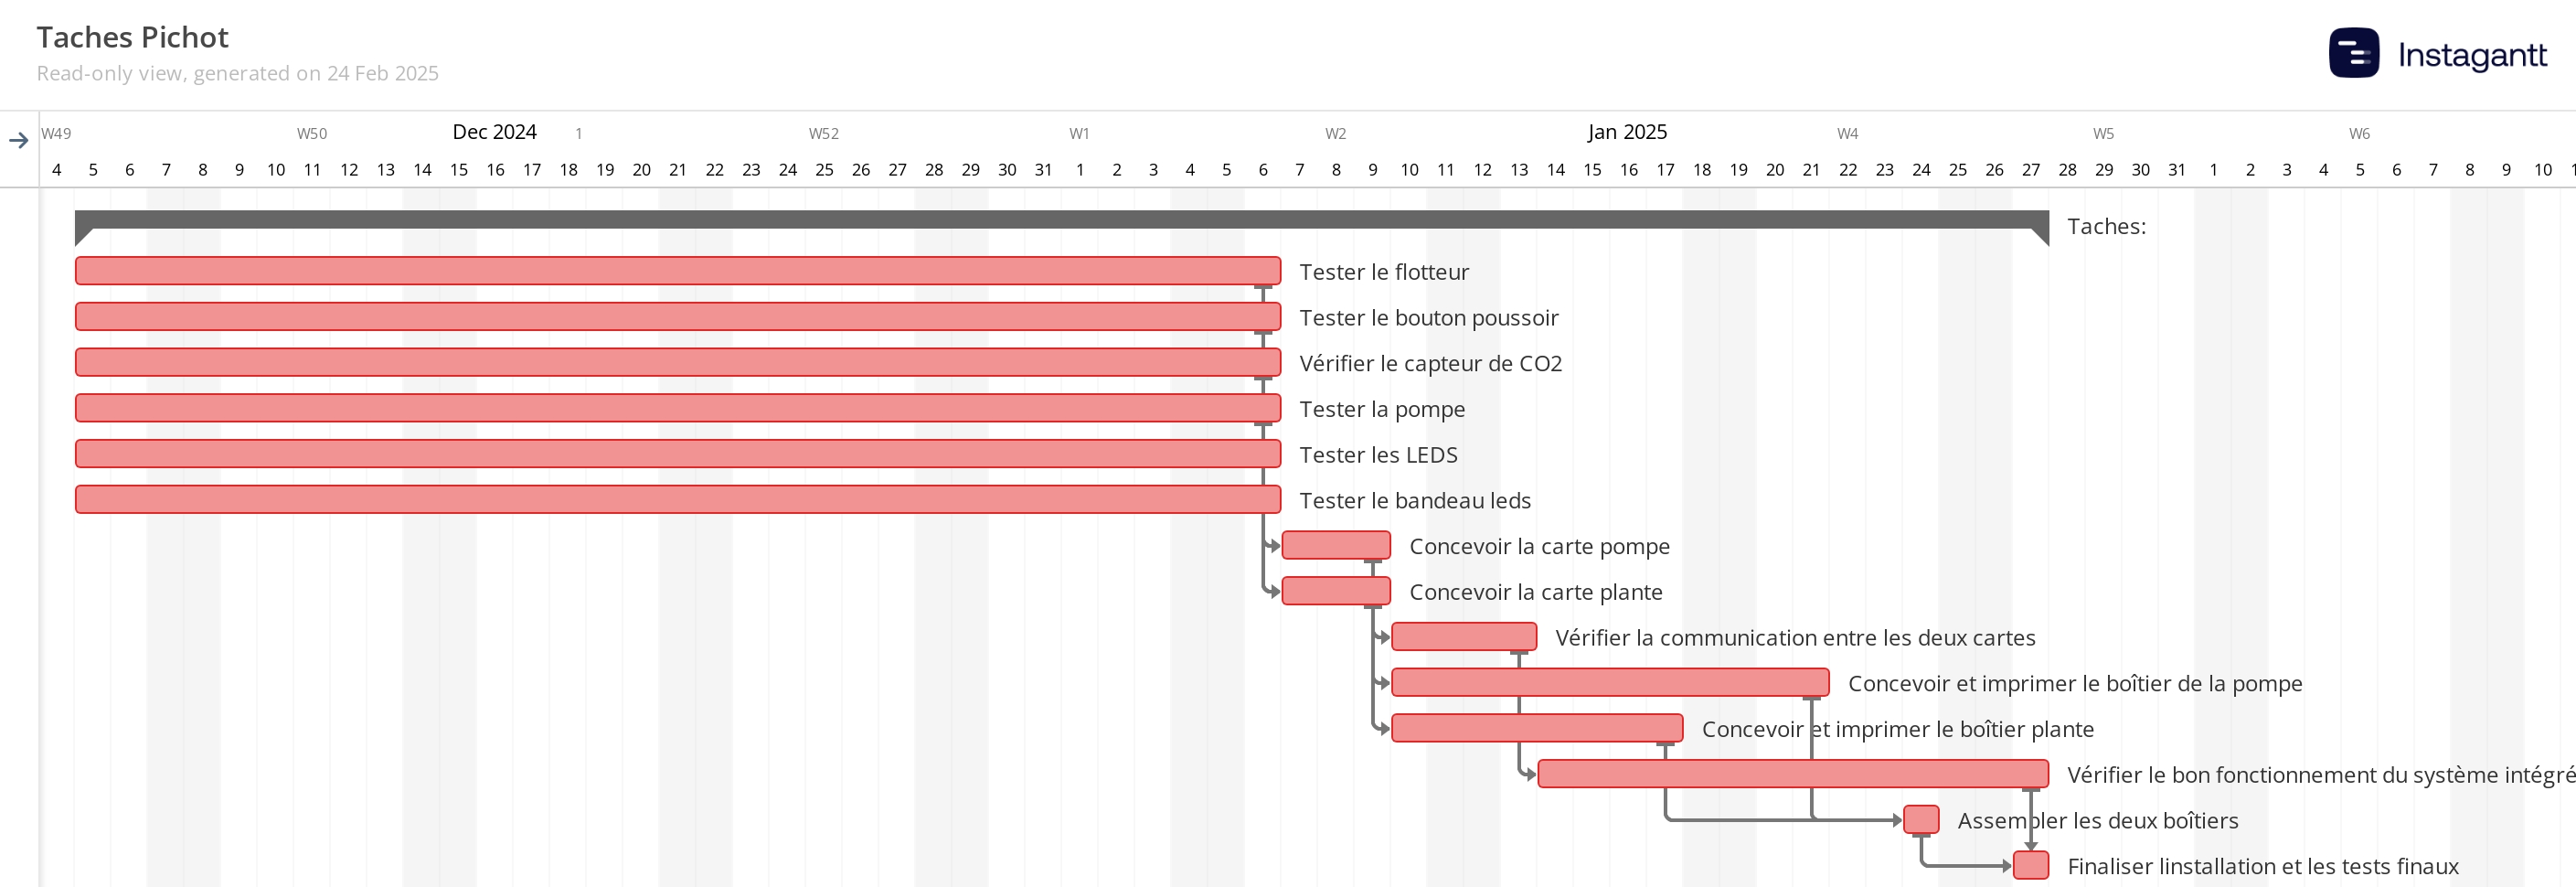 Taches Pichot
Read-only view, generated on 24 Feb 2025
Instagantt
W49 W50 Dec 2024 1 W52 W1 W2 Jan 2025 W4 W5 W6
4 5 6 7 8 9 10 11 12 13 14 15 16 17 18 19 20 21 22 23 24 25 26 27 28 29 30 31 1 2 3 4 5 6 7 8 9 10 11 12 13 14 15 16 17 18 19 20 21 22 23 24 25 26 27 28 29 30 31 1 2 3 4 5 6 7 8 9 10 1
Taches:
Tester le flotteur
Tester le bouton poussoir
Vérifier le capteur de CO2
Tester la pompe
Tester les LEDS
Tester le bandeau leds
Concevoir la carte pompe
Concevoir la carte plante
Vérifier la communication entre les deux cartes
Concevoir et imprimer le boîtier de la pompe
Concevoir et imprimer le boîtier plante
Vérifier le bon fonctionnement du système intégré
Assembler les deux boîtiers
Finaliser linstallation et les tests finaux